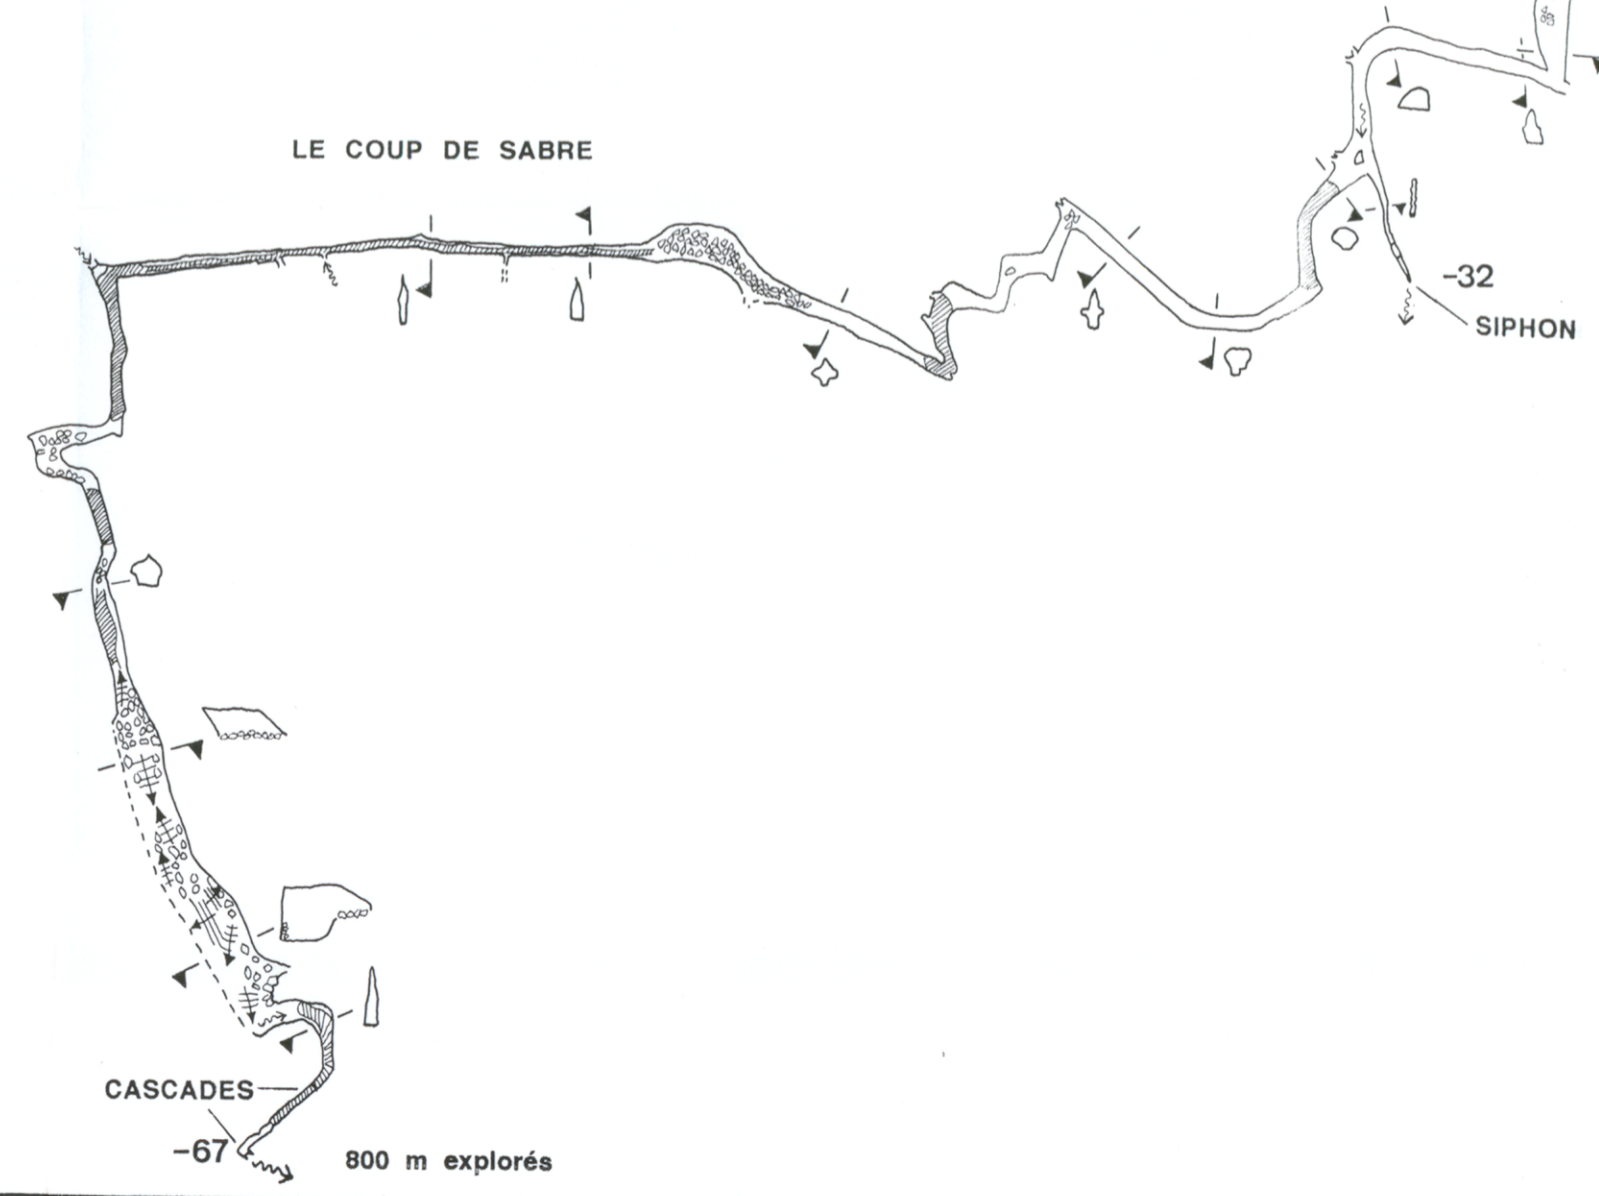 LE COUP DE SABRE
-32
SIPHON
CASCADES
-67
800 m explorés